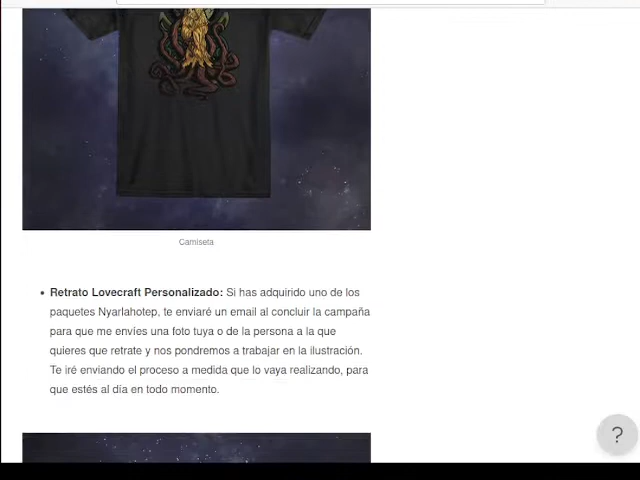 Camiseta
• Retrato Lovecraft Personalizado: Si has adquirido uno de los
paquetes Nyarlahotep, te enviaré un email al concluir la campaña
para que me envíes una foto tuya o de la persona a la que
quieres que retrate y nos pondremos a trabajar en la ilustración.
Te iré enviando el proceso a medida que lo vaya realizando, para
que estés al día en todo momento.
?